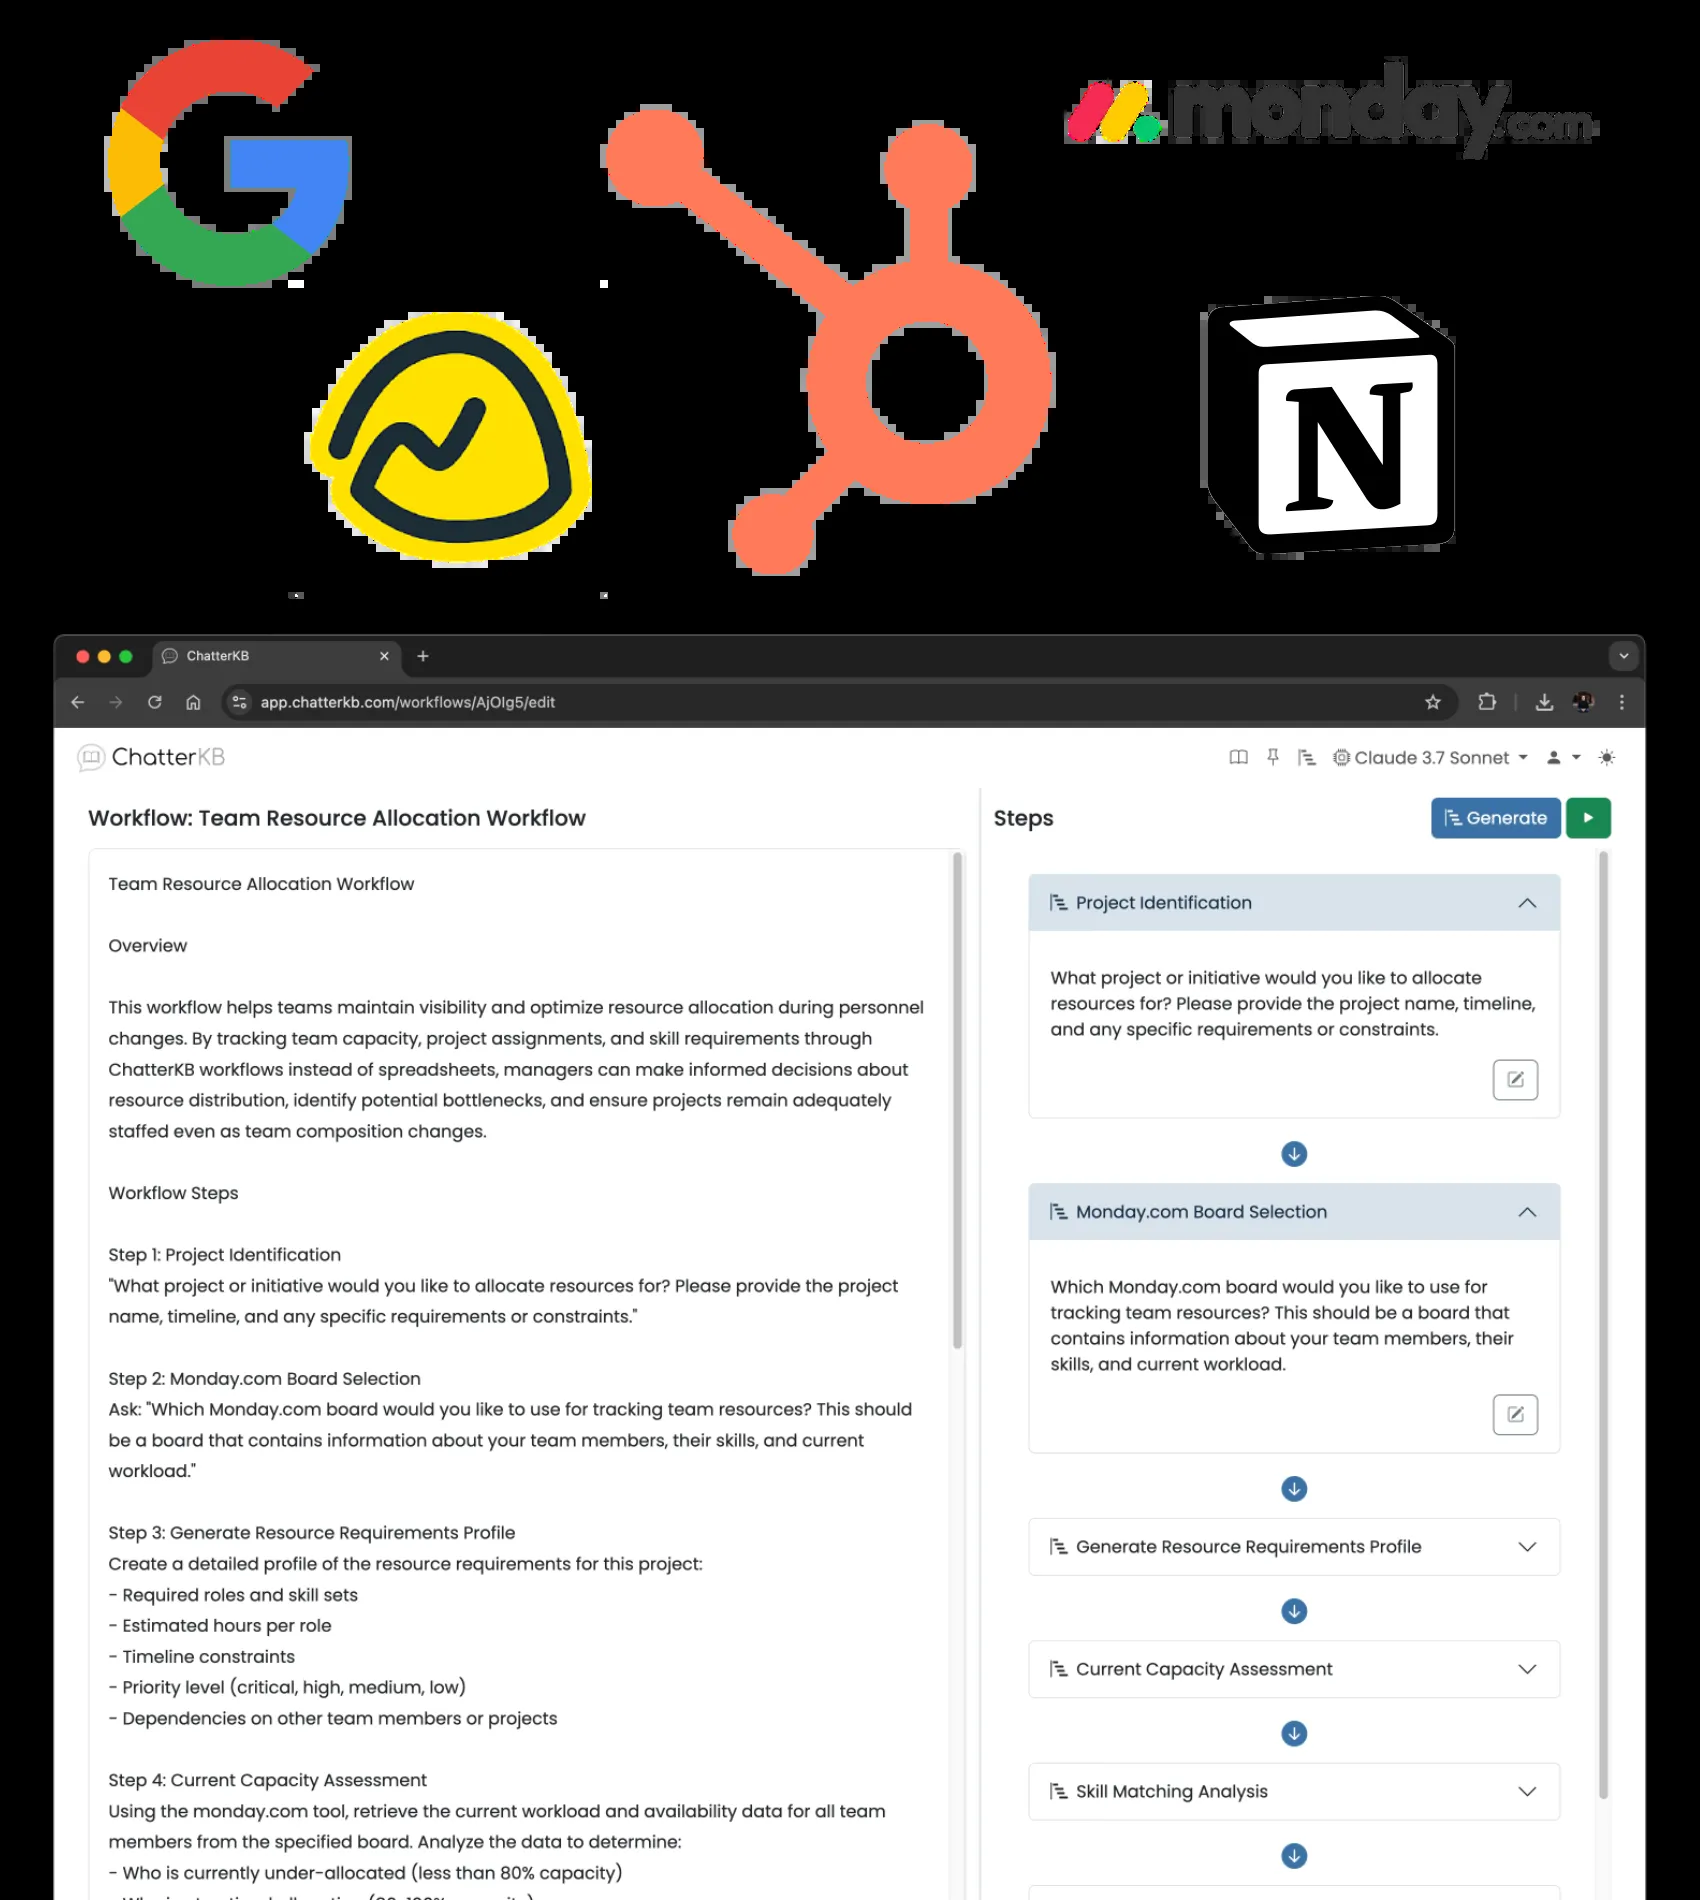 monday.com
N
ChatterKB
app.chatterkb.com/workflows/AjOIg5/edit
ChatterKB
Claude 3.7 Sonnet
Workflow: Team Resource Allocation Workflow
Team Resource Allocation Workflow
Overview
This workflow helps teams maintain visibility and optimize resource allocation during personnel
changes. By tracking team capacity, project assignments, and skill requirements through
ChatterKB workflows instead of spreadsheets, managers can make informed decisions about
resource distribution, identify potential bottlenecks, and ensure projects remain adequately
staffed even as team composition changes.
Workflow Steps
Step 1: Project Identification
"What project or initiative would you like to allocate resources for? Please provide the project
name, timeline, and any specific requirements or constraints."
Step 2: Monday.com Board Selection
Ask: "Which Monday.com board would you like to use for tracking team resources? This should
be a board that contains information about your team members, their skills, and current
workload."
Step 3: Generate Resource Requirements Profile
Create a detailed profile of the resource requirements for this project:
- Required roles and skill sets
- Estimated hours per role
- Timeline constraints
- Priority level (critical, high, medium, low)
- Dependencies on other team members or projects
Step 4: Current Capacity Assessment
Using the monday.com tool, retrieve the current workload and availability data for all team
members from the specified board. Analyze the data to determine:
- Who is currently under-allocated (less than 80% capacity)
Steps
Generate
Project Identification
What project or initiative would you like to allocate
resources for? Please provide the project name, timeline,
and any specific requirements or constraints.
Monday.com Board Selection
Which Monday.com board would you like to use for
tracking team resources? This should be a board that
contains information about your team members, their
skills, and current workload.
Generate Resource Requirements Profile
Current Capacity Assessment
Skill Matching Analysis